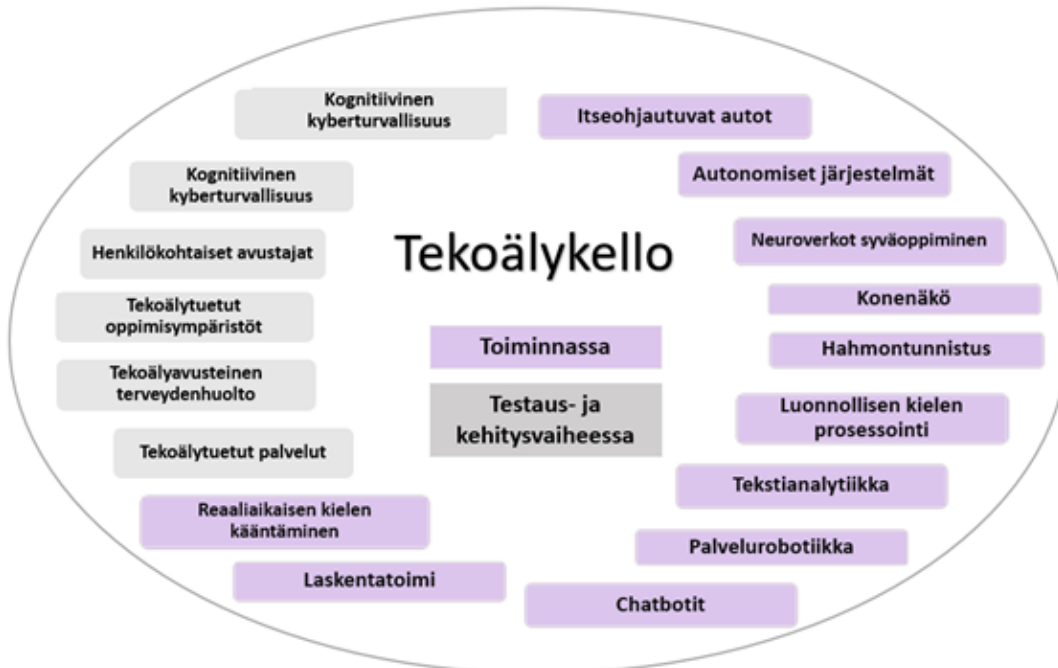 Kognitiivinen
kyberturvallisuus
Itseohjautuvat autot
Kognitiivinen
kyberturvallisuus
Autonomiset järjestelmät
Henkilökohtaiset avustajat
Tekoälykello
Neuroverkot syväoppiminen
Tekoälytuetut
oppimisympäristöt
Konenäkö
Toiminnassa
Hahmontunnistus
Tekoälyavusteinen
terveydenhuolto
Testaus- ja
kehitysvaiheessa
Luonnollisen kielen
prosessointi
Tekoälytuetut palvelut
Tekstianalytiikka
Reaaliaikaisen kielen
kääntäminen
Palvelurobotiikka
Laskentatoimi
Chatbotit